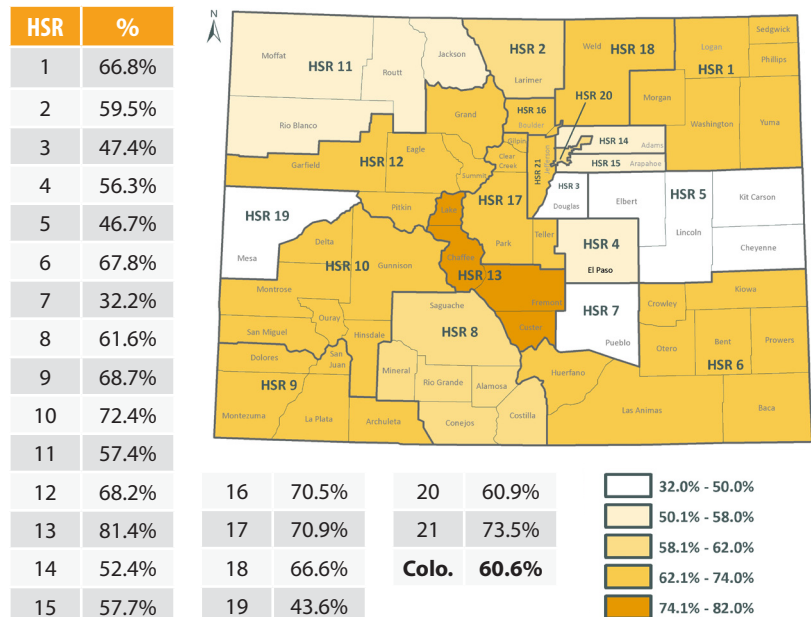 HSR %
1 66.8%
2 59.5%
3 47.4%
4 56.3%
5 46.7%
6 67.8%
7 32.2%
8 61.6%
9 68.7%
10 72.4%
11 57.4%
12 68.2%
13 81.4%
14 52.4%
15 57.7%
16 70.5%
17 70.9%
18 66.6%
19 43.6%
20 60.9%
21 73.5%
Colo. 60.6%
N
Moffat
HSR 11
Routt
Jackson
Rio Blanco
HSR 2
Larimer
Weld HSR 18
Logan
HSR 1
Sedgwick
Phillips
Morgan
Washington
Yuma
Grand
HSR 16
Boulder
HSR 20
Gilpin
Clear
Creek
HSR 21
Jefferson
HSR 14
Adams
HSR 15 Arapahoe
Garfield
HSR 12
Eagle
Summit
Pitkin
Lake
HSR 17
Park
Teller
HSR 3
Douglas
Elbert
HSR 5
Lincoln
Kit Carson
Cheyenne
HSR 19
Mesa
Delta
HSR 10
Gunnison
Chaffee
HSR 13
Fremont
Custer
HSR 4
El Paso
Montrose
Ouray
San Miguel
Hinsdale
Saguache
HSR 8
HSR 7
Pueblo
Crowley
Kiowa
Otero
Bent
Prowers
HSR 6
Dolores
San
Juan
HSR 9
Montezuma
La Plata
Archuleta
Mineral
Rio Grande
Alamosa
Conejos
Costilla
Huerfano
Las Animas
Baca
32.0% - 50.0%
50.1% - 58.0%
58.1% - 62.0%
62.1% - 74.0%
74.1% - 82.0%